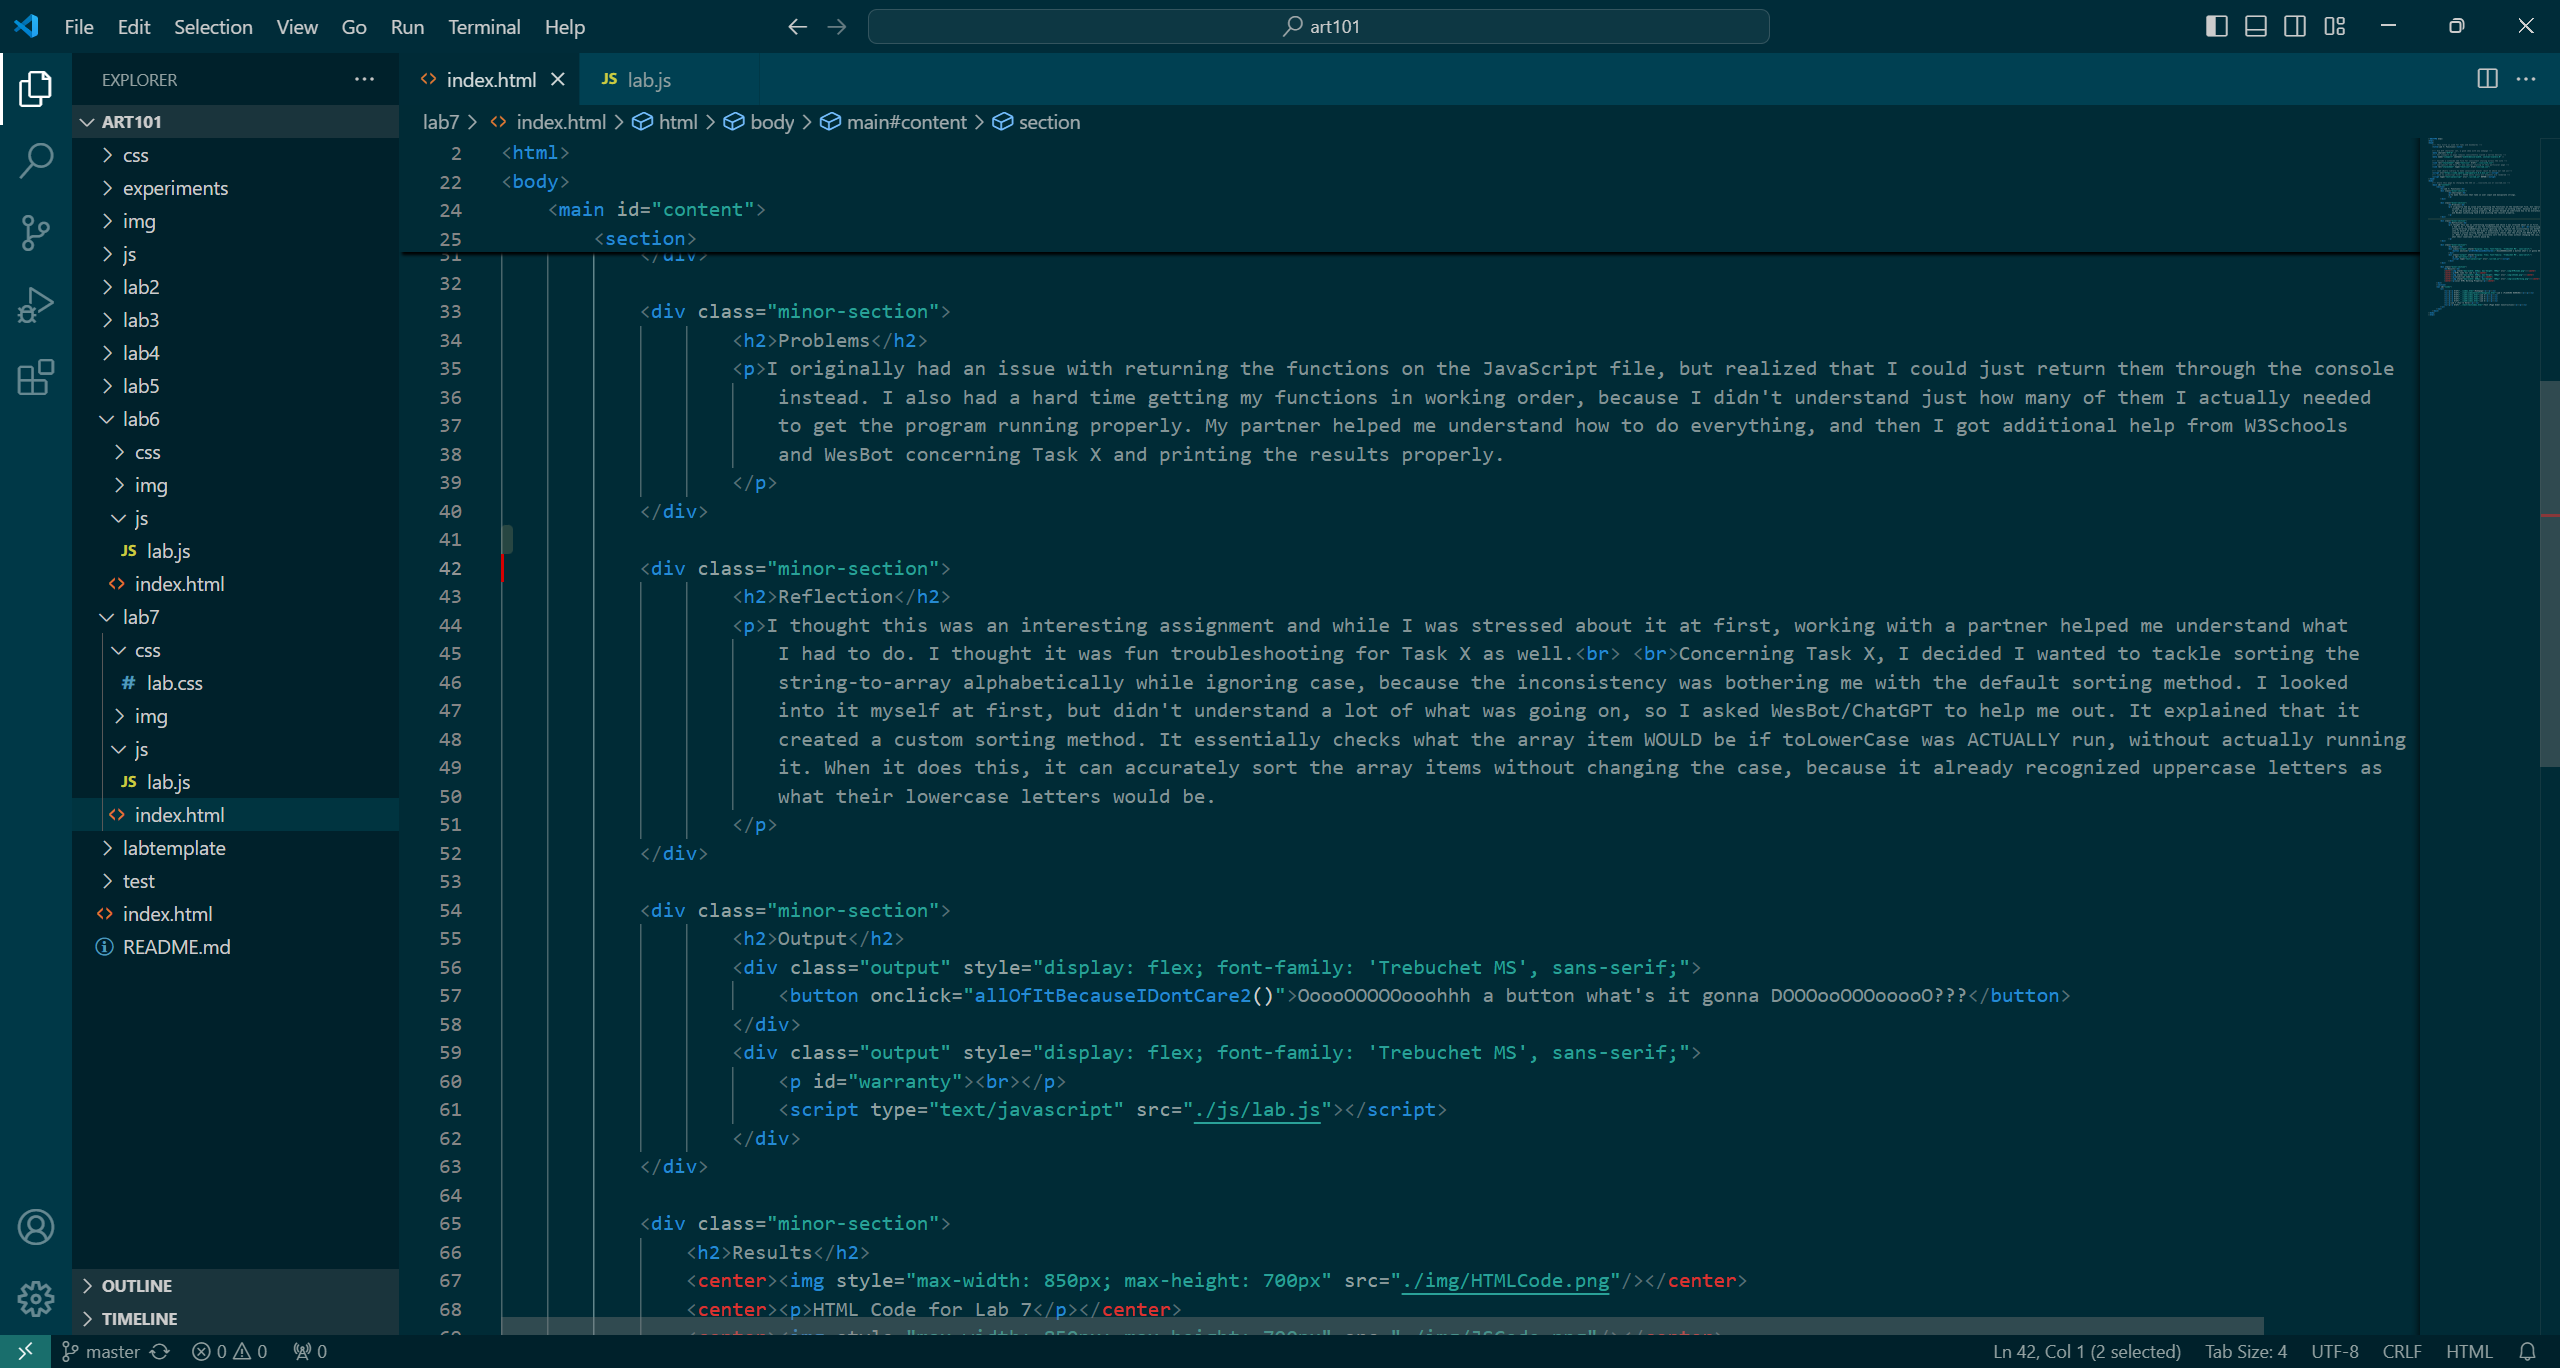 File Edit Selection View Go Run Terminal Help
art101
EXPLORER
ART101
css
experiments
img
js
lab2
lab3
lab4
lab5
lab6
css
img
js
JS lab.js
<> index.html
lab7
css
# lab.css
img
js
JS lab.js
<> index.html
labtemplate
test
<> index.html
README.md
OUTLINE
TIMELINE
<> index.html
JS lab.js
lab7 > <> index.html > html > body > main#content > section
2 <html>
22 <body>
24 <main id="content">
25 <section>
31 </div>
32
33 <div class="minor-section">
34 <h2>Problems</h2>
35 <p>I originally had an issue with returning the functions on the JavaScript file, but realized that I could just return them through the console
36 instead. I also had a hard time getting my functions in working order, because I didn't understand just how many of them I actually needed
37 to get the program running properly. My partner helped me understand how to do everything, and then I got additional help from W3Schools
38 and WesBot concerning Task X and printing the results properly.
39 </p>
40 </div>
41
42 <div class="minor-section">
43 <h2>Reflection</h2>
44 <p>I thought this was an interesting assignment and while I was stressed about it at first, working with a partner helped me understand what
45 I had to do. I thought it was fun troubleshooting for Task X as well.<br> <br>Concerning Task X, I decided I wanted to tackle sorting the
46 string-to-array alphabetically while ignoring case, because the inconsistency was bothering me with the default sorting method. I looked
47 into it myself at first, but didn't understand a lot of what was going on, so I asked WesBot/ChatGPT to help me out. It explained that it
48 created a custom sorting method. It essentially checks what the array item WOULD be if toLowerCase was ACTUALLY run, without actually running
49 it. When it does this, it can accurately sort the array items without changing the case, because it already recognized uppercase letters as
50 what their lowercase letters would be.
51 </p>
52 </div>
53
54 <div class="minor-section">
55 <h2>Output</h2>
56 <div class="output" style="display: flex; font-family: 'Trebuchet MS', sans-serif;">
57 <button onclick="allOfItBecauseIDontCare2()">OoooOOOOOooohhh a button what's it gonna DOOOooOOOooooO???</button>
58 </div>
59 <div class="output" style="display: flex; font-family: 'Trebuchet MS', sans-serif;">
60 <p id="warranty"><br></p>
61 <script type="text/javascript" src="./js/lab.js"></script>
62 </div>
63 </div>
64
65 <div class="minor-section">
66 <h2>Results</h2>
67 <center><img style="max-width: 850px; max-height: 700px" src="./img/HTMLCode.png"/></center>
68 <center><p>HTML Code for Lab 7</p></center>
69 <center><img style="max-width: 850px; max-height: 700px" src="./img/JSCode.png"/></center>
master 0 0 0
Ln 42, Col 1 (2 selected) Tab Size: 4 UTF-8 CRLF HTML